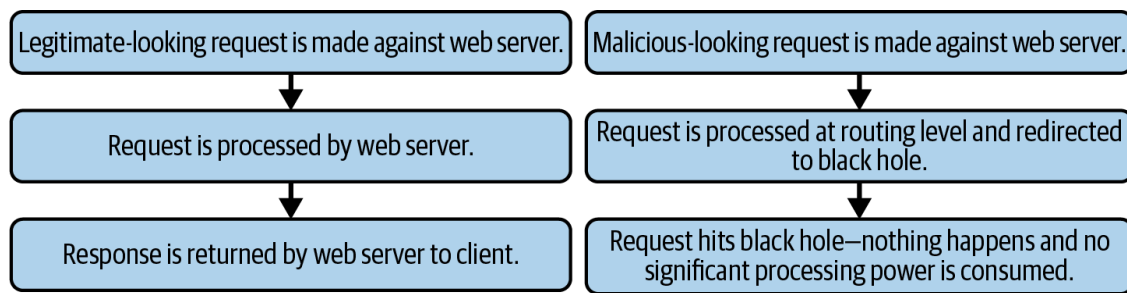 Legitimate-looking request is made against web server.
Request is processed by web server.
Response is returned by web server to client.
Malicious-looking request is made against web server.
Request is processed at routing level and redirected
to black hole.
Request hits black hole—nothing happens and no
significant processing power is consumed.